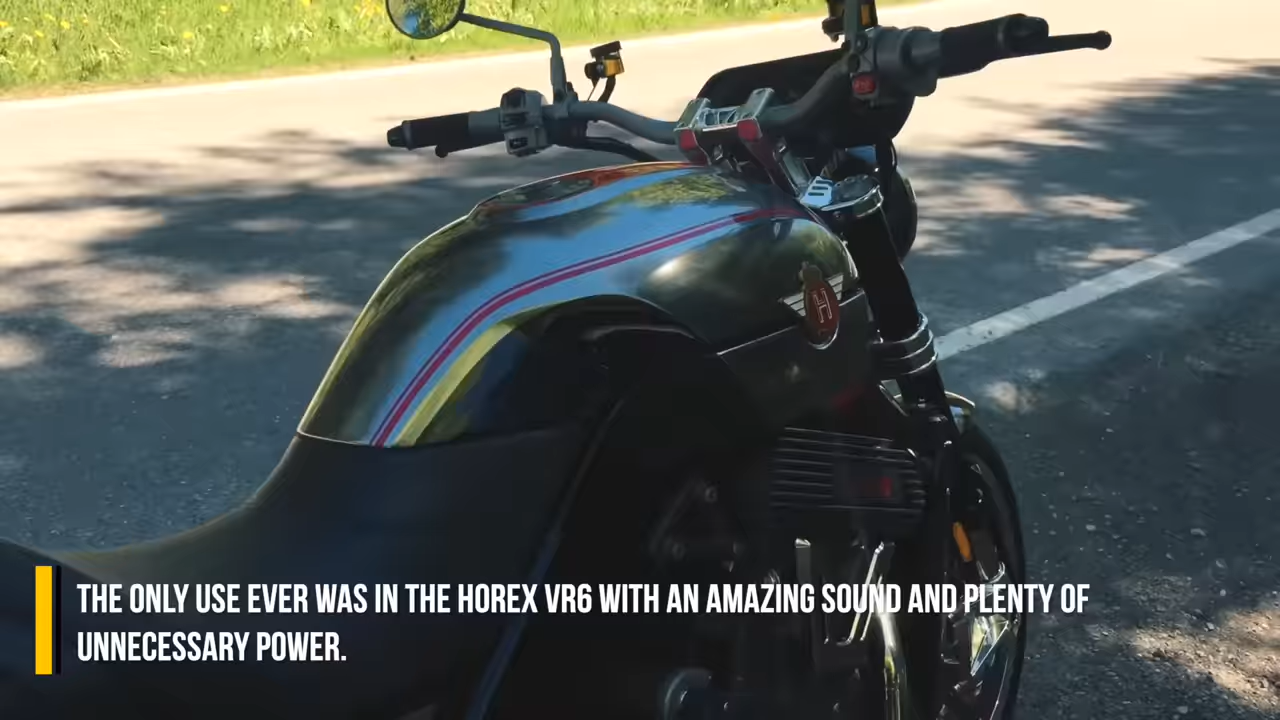 THE ONLY USE EVER WAS IN THE HOREX VR6 WITH AN AMAZING SOUND AND PLENTY OF
UNNECESSARY POWER.